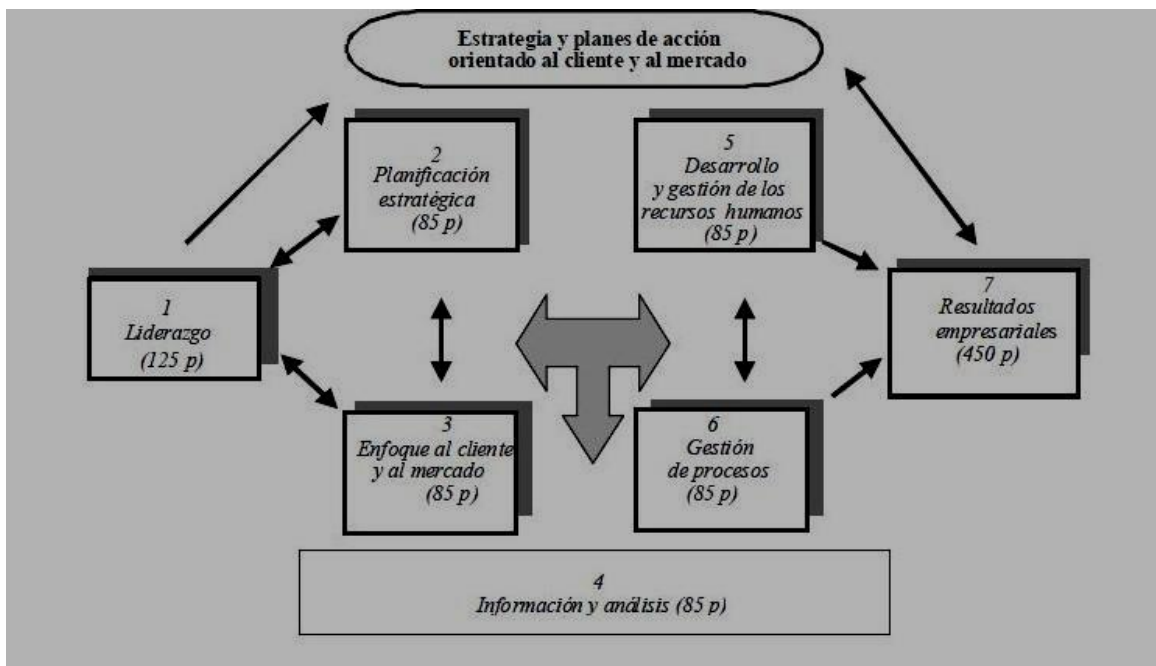 Estrategia y planes de acción
orientado al cliente y al mercado
2
Planificación
estratégica
(85 p)
5
Desarrollo
y gestión de los
recursos humanos
(85 p)
1
Liderazgo
(125 p)
7
Resultados
empresariales
(450 p)
3
Enfoque al cliente
y al mercado
(85 p)
6
Gestión
de procesos
(85 p)
4
Información y análisis (85 p)